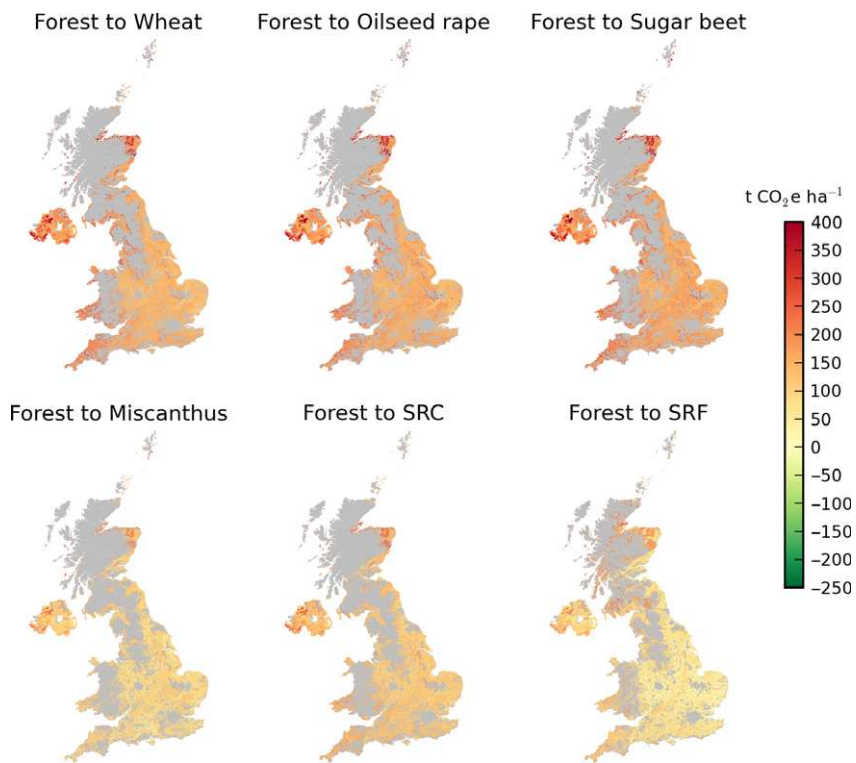 Forest to Wheat
Forest to Oilseed rape
Forest to Sugar beet
t CO₂e ha⁻¹
400
350
300
250
200
150
100
50
0
−50
−100
−150
−200
−250
Forest to Miscanthus
Forest to SRC
Forest to SRF